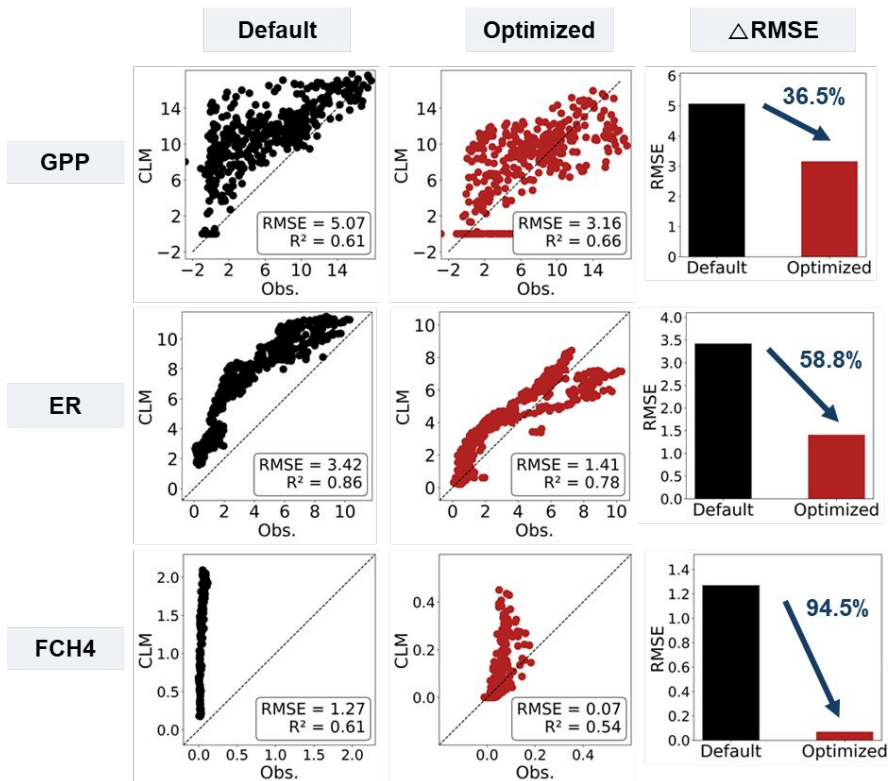 Default
Optimized
△RMSE
GPP
CLM
14
10
6
2
−2
−2 2 6 10 14
Obs.
RMSE = 5.07
R² = 0.61
CLM
14
10
6
2
−2
−2 2 6 10 14
Obs.
RMSE = 3.16
R² = 0.66
RMSE
6
5
4
3
2
1
0
36.5%
Default Optimized
ER
CLM
10
8
6
4
2
0
0 2 4 6 8 10
Obs.
RMSE = 3.42
R² = 0.86
CLM
10
8
6
4
2
0
0 2 4 6 8 10
Obs.
RMSE = 1.41
R² = 0.78
RMSE
4.0
3.5
3.0
2.5
2.0
1.5
1.0
0.5
0.0
58.8%
Default Optimized
FCH4
CLM
2.0
1.5
1.0
0.5
0.0
0.0 0.5 1.0 1.5 2.0
Obs.
RMSE = 1.27
R² = 0.61
CLM
0.4
0.2
0.0
0.0 0.2 0.4
Obs.
RMSE = 0.07
R² = 0.54
RMSE
1.4
1.2
1.0
0.8
0.6
0.4
0.2
0.0
94.5%
Default Optimized